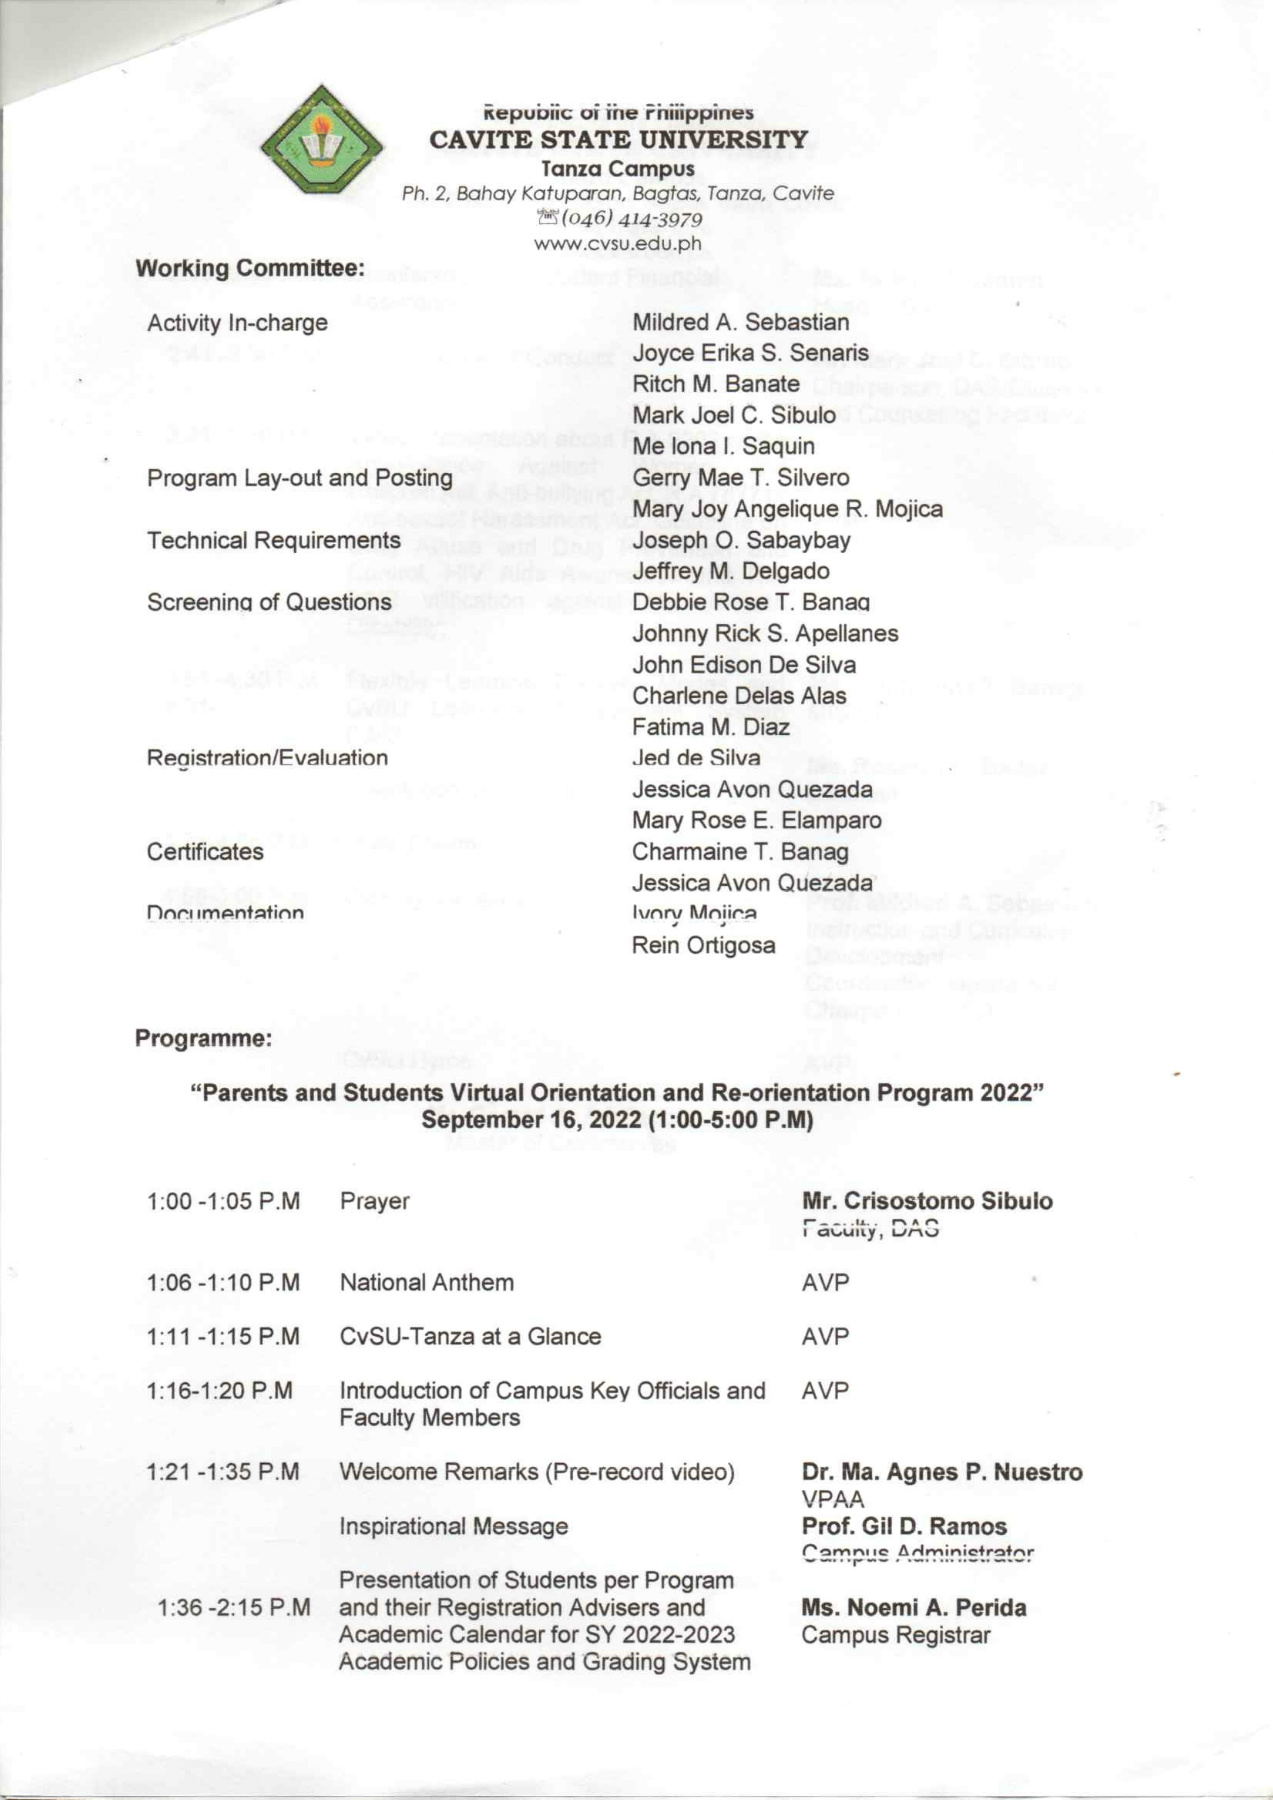 Republic of the Philippines
CAVITE STATE UNIVERSITY
Tanza Campus
Ph. 2, Bahay Katuparan, Bagtas, Tanza, Cavite
☏(046) 414-3979
www.cvsu.edu.ph
Working Committee:
Activity In-charge Mildred A. Sebastian
Joyce Erika S. Senaris
Ritch M. Banate
Mark Joel C. Sibulo
Me Iona I. Saquin
Program Lay-out and Posting Gerry Mae T. Silvero
Mary Joy Angelique R. Mojica
Technical Requirements Joseph O. Sabaybay
Jeffrey M. Delgado
Screening of Questions Debbie Rose T. Banag
Johnny Rick S. Apellanes
John Edison De Silva
Charlene Delas Alas
Fatima M. Diaz
Registration/Evaluation Jed de Silva
Jessica Avon Quezada
Mary Rose E. Elamparo
Certificates Charmaine T. Banag
Jessica Avon Quezada
Documentation Ivory Mojica
Rein Ortigosa
Programme:
“Parents and Students Virtual Orientation and Re-orientation Program 2022”
September 16, 2022 (1:00-5:00 P.M)
1:00 -1:05 P.M Prayer Mr. Crisostomo Sibulo
Faculty, DAS
1:06 -1:10 P.M National Anthem AVP
1:11 -1:15 P.M CvSU-Tanza at a Glance AVP
1:16-1:20 P.M Introduction of Campus Key Officials and AVP
Faculty Members
1:21 -1:35 P.M Welcome Remarks (Pre-record video) Dr. Ma. Agnes P. Nuestro
VPAA
Inspirational Message Prof. Gil D. Ramos
Campus Administrator
Presentation of Students per Program
1:36 -2:15 P.M and their Registration Advisers and Ms. Noemi A. Perida
Academic Calendar for SY 2022-2023 Campus Registrar
Academic Policies and Grading System